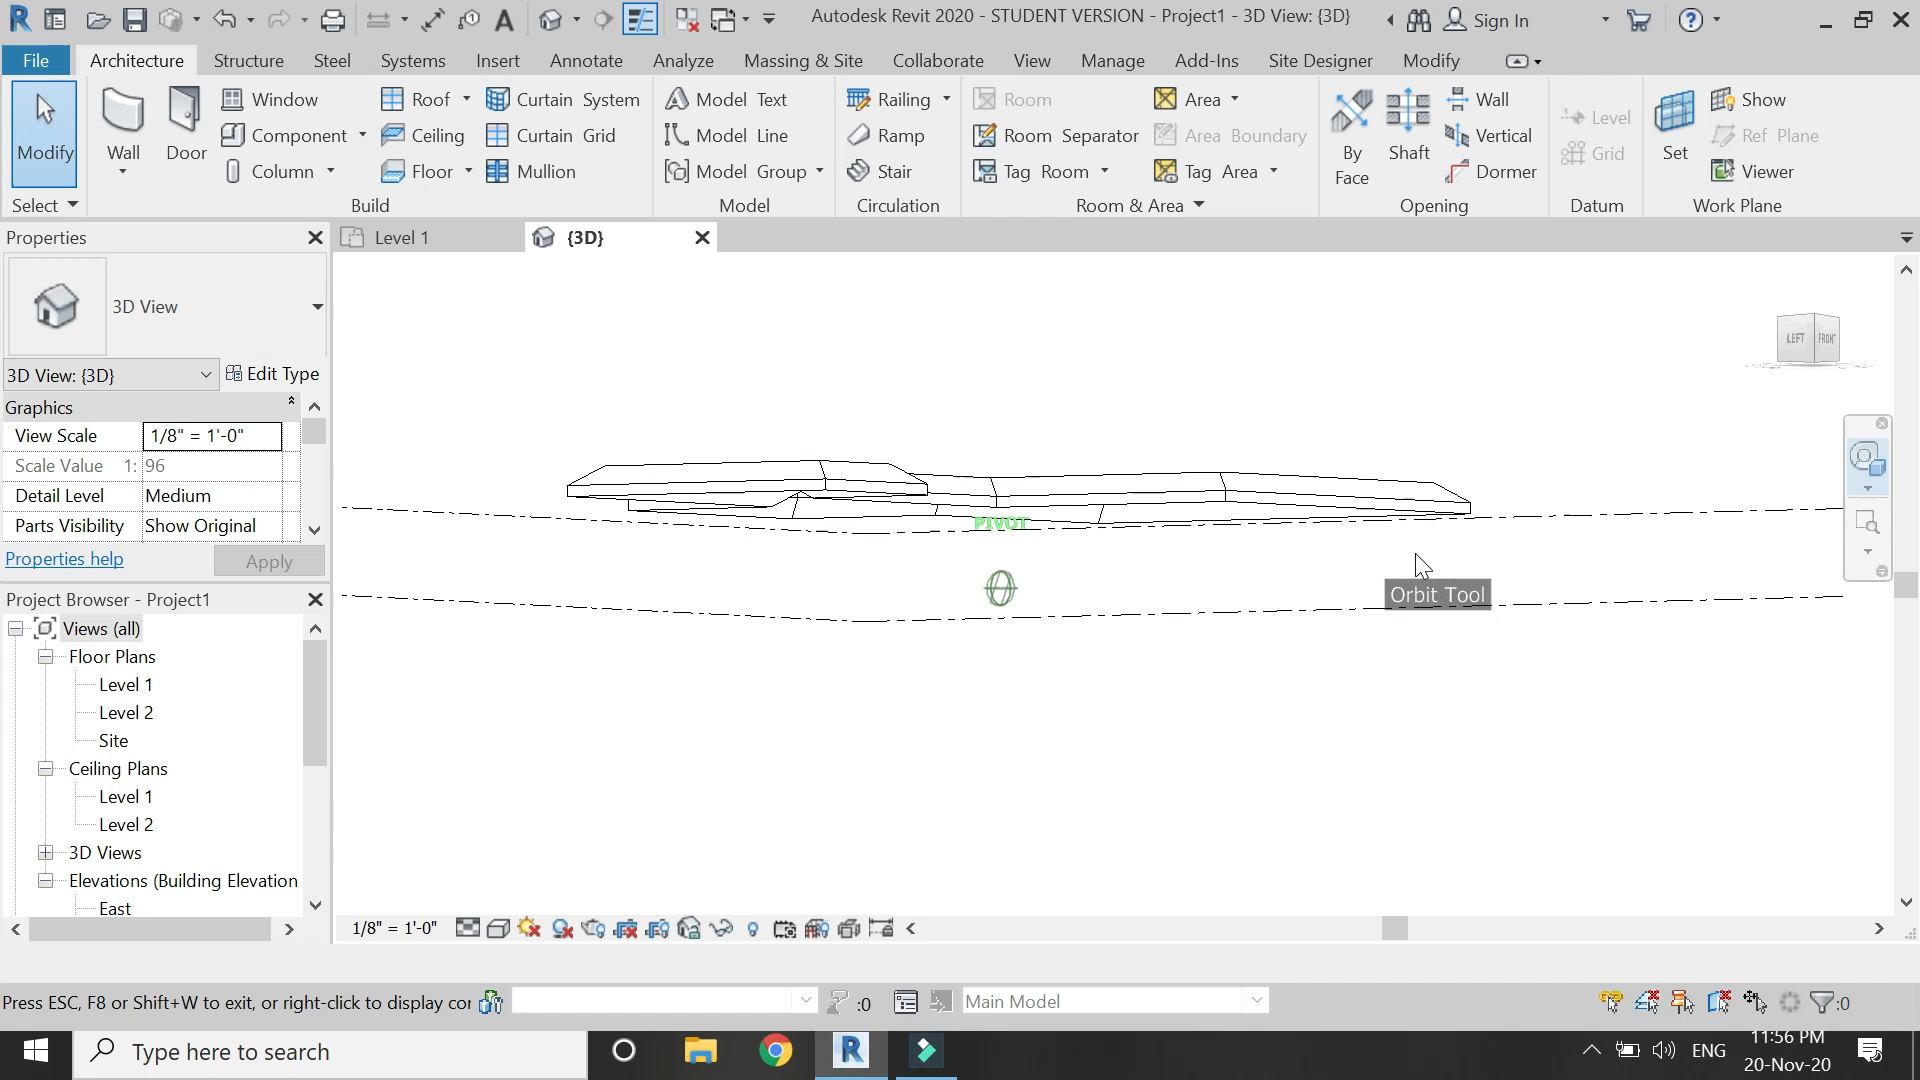 Autodesk Revit 2020 - STUDENT VERSION - Project1 - 3D View: {3D}
Sign In
File Architecture Structure Steel Systems Insert Annotate Analyze Massing & Site Collaborate View Manage Add-Ins Site Designer Modify
Window Roof Curtain System Model Text Railing Room Area Wall Show
Level
Component Ceiling Curtain Grid Model Line Ramp Room Separator Area Boundary Vertical Ref Plane
Modify Wall Door By Face Shaft Grid Set
Column Floor Mullion Model Group Stair Tag Room Tag Area Dormer Viewer
Select Build Model Circulation Room & Area Opening Datum Work Plane
Properties Level 1 {3D}
3D View
3D View: {3D} Edit Type
LEFT FRONT
Graphics
View Scale 1/8" = 1'-0"
Scale Value 1: 96
Detail Level Medium
Parts Visibility Show Original
PIVOT
Properties help Apply
Orbit Tool
Project Browser - Project1
Views (all)
Floor Plans
Level 1
Level 2
Site
Ceiling Plans
Level 1
Level 2
3D Views
Elevations (Building Elevation
East
1/8" = 1'-0"
Press ESC, F8 or Shift+W to exit, or right-click to display cor :0 Main Model :0
Type here to search
ENG
11:56 PM
20-Nov-20